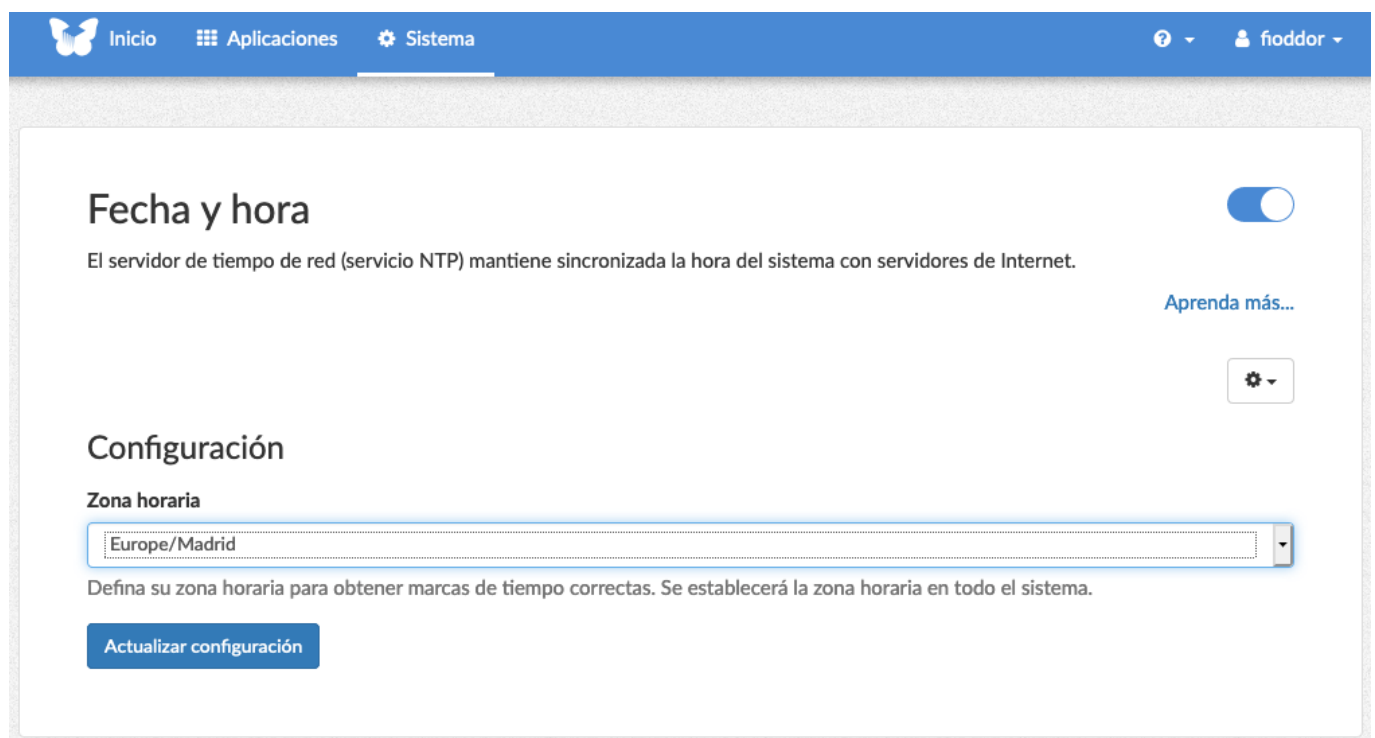 Inicio Aplicaciones Sistema fioddor
Fecha y hora
El servidor de tiempo de red (servicio NTP) mantiene sincronizada la hora del sistema con servidores de Internet.
Aprenda más...
Configuración
Zona horaria
Europe/Madrid
Defina su zona horaria para obtener marcas de tiempo correctas. Se establecerá la zona horaria en todo el sistema.
Actualizar configuración